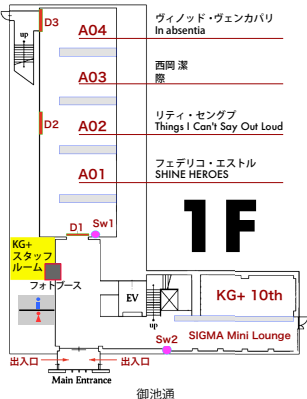 D3
up
A04
ヴィノッド・ヴェンカパリ
In absentia
A03
西岡 潔
際
D2
A02
リティ・セングプ
Things I Can't Say Out Loud
A01
フェデリコ・エストル
SHINE HEROES
D1
Sw1
1F
KG+
スタッフ
ルーム
フォトブース
EV
up
KG+ 10th
SIGMA Mini Lounge
Sw2
出入口
出入口
Main Entrance
御池通